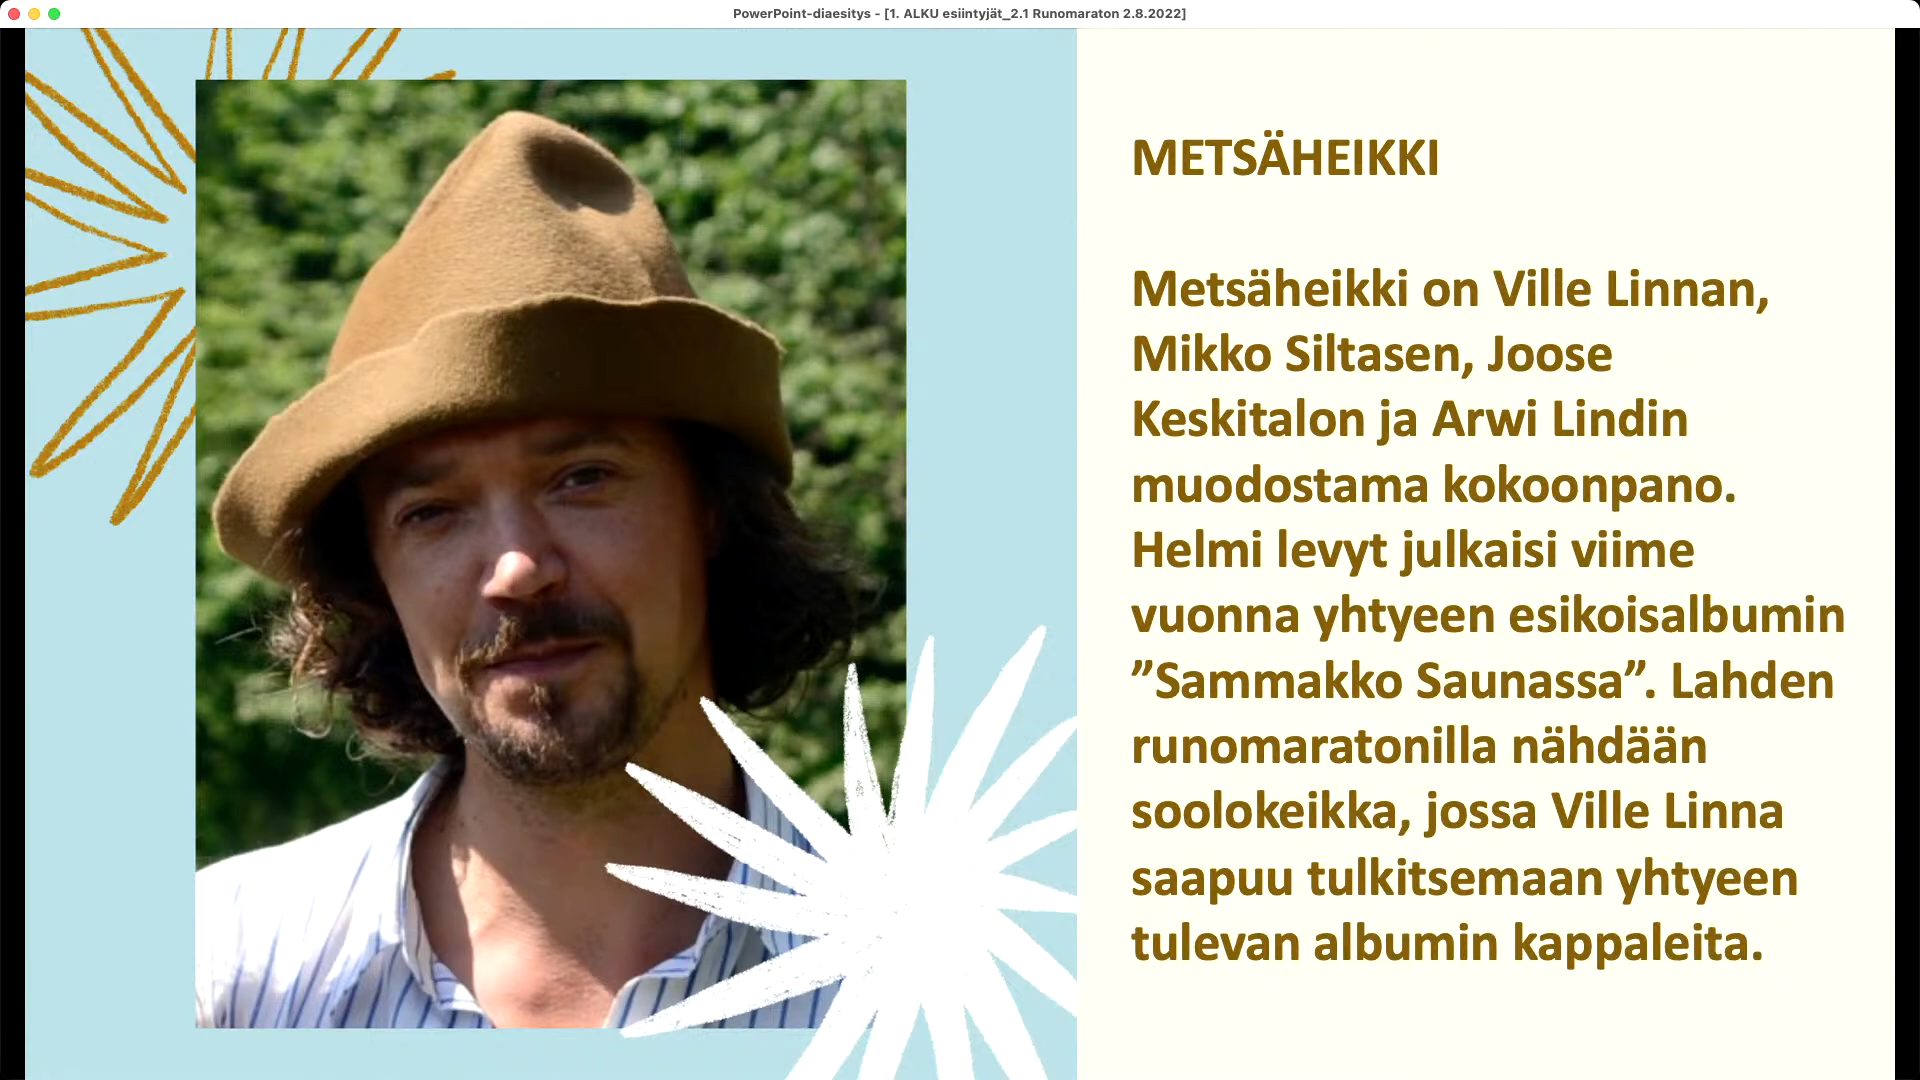 PowerPoint-diaesitys - [1. ALKU esiintyjät_2.1 Runomaraton 2.8.2022]
METSÄHEIKKI
Metsäheikki on Ville Linnan,
Mikko Siltasen, Joose
Keskitalon ja Arwi Lindin
muodostama kokoonpano.
Helmi levyt julkaisi viime
vuonna yhtyeen esikoisalbumin
”Sammakko Saunassa”. Lahden
runomaratonilla nähdään
soolokeikka, jossa Ville Linna
saapuu tulkitsemaan yhtyeen
tulevan albumin kappaleita.